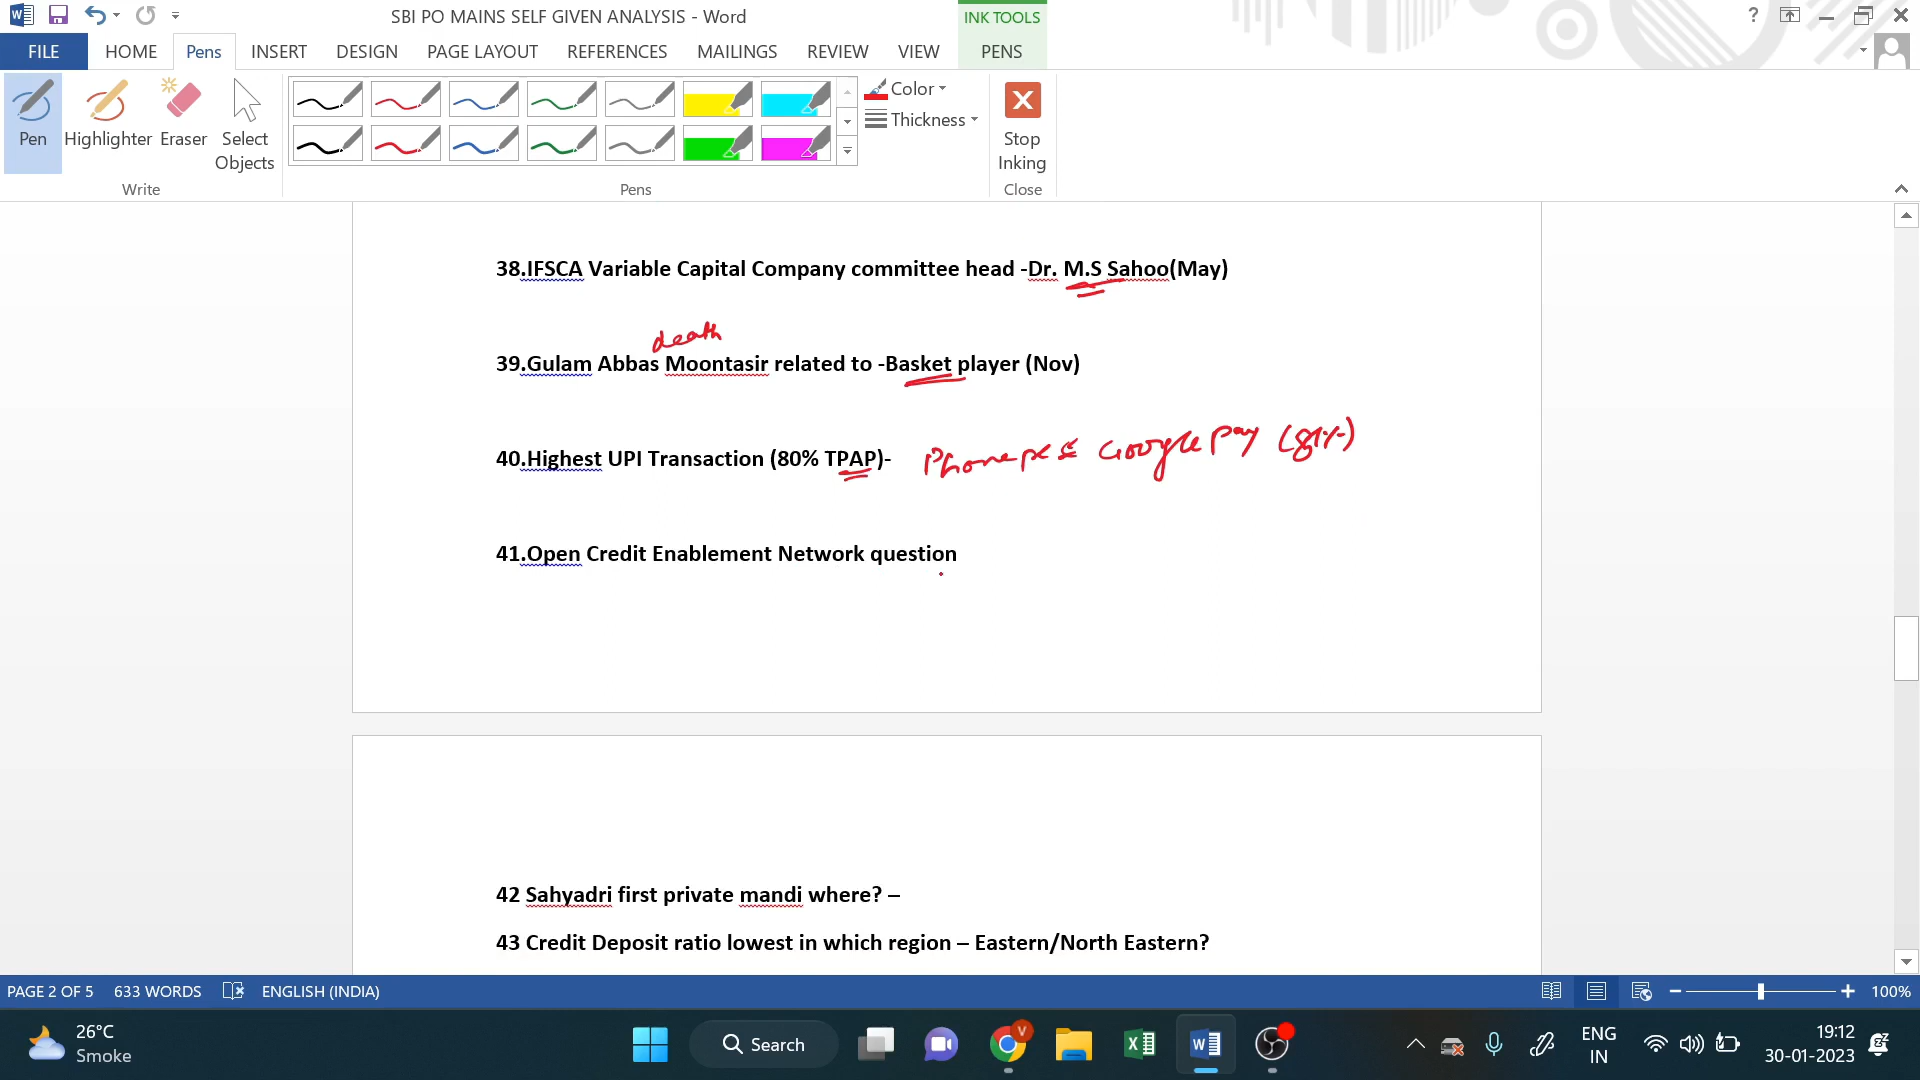 SBI PO MAINS SELF GIVEN ANALYSIS - Word
INK TOOLS
?
FILE
HOME
Pens
INSERT
DESIGN
PAGE LAYOUT
REFERENCES
MAILINGS
REVIEW
VIEW
PENS
Pen
Highlighter
Eraser
Select Objects
Color
Thickness
Stop Inking
Write
Pens
Close
38.IFSCA Variable Capital Company committee head -Dr. M.S Sahoo(May)
death
39.Gulam Abbas Moontasir related to -Basket player (Nov)
40.Highest UPI Transaction (80% TPAP)- Phonepe & Google Pay (81%)
41.Open Credit Enablement Network question
42 Sahyadri first private mandi where? –
43 Credit Deposit ratio lowest in which region – Eastern/North Eastern?
PAGE 2 OF 5
633 WORDS
ENGLISH (INDIA)
100%
26°C
Smoke
Search
V
ENG
IN
19:12
30-01-2023